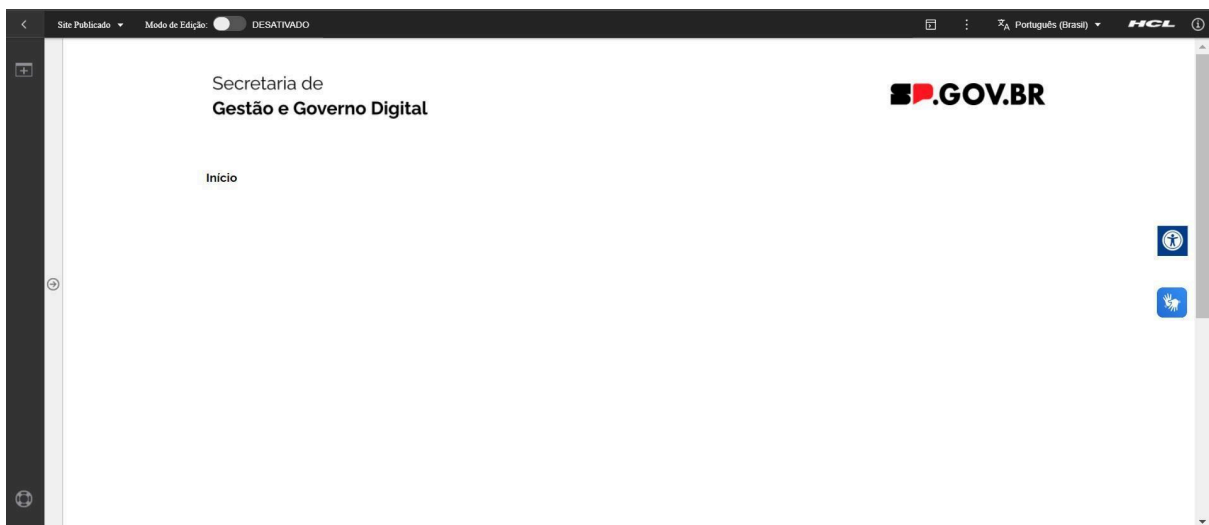 Site Publicado
Modo de Edição: DESATIVADO
Português (Brasil)
HCL
Secretaria de
Gestão e Governo Digital
SP.GOV.BR
Início